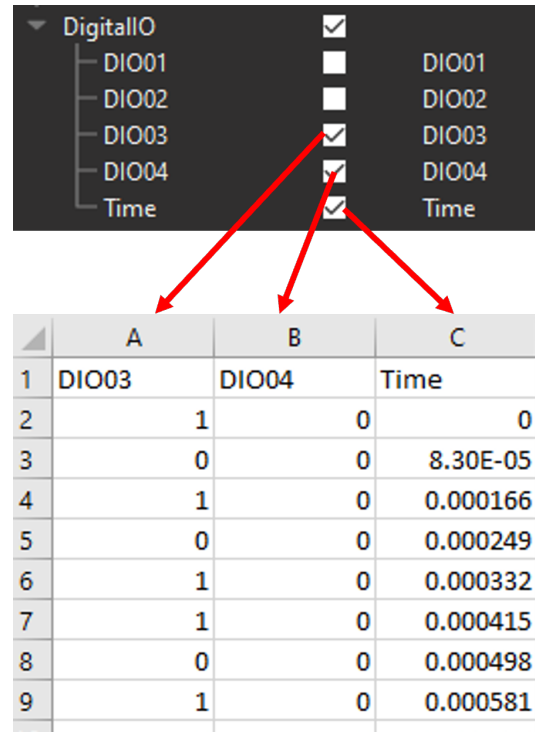 DigitalIO
DIO01 DIO01
DIO02 DIO02
DIO03 DIO03
DIO04 DIO04
Time Time
A B C
1 DIO03 DIO04 Time
2 1 0 0
3 0 0 8.30E-05
4 1 0 0.000166
5 0 0 0.000249
6 1 0 0.000332
7 1 0 0.000415
8 0 0 0.000498
9 1 0 0.000581